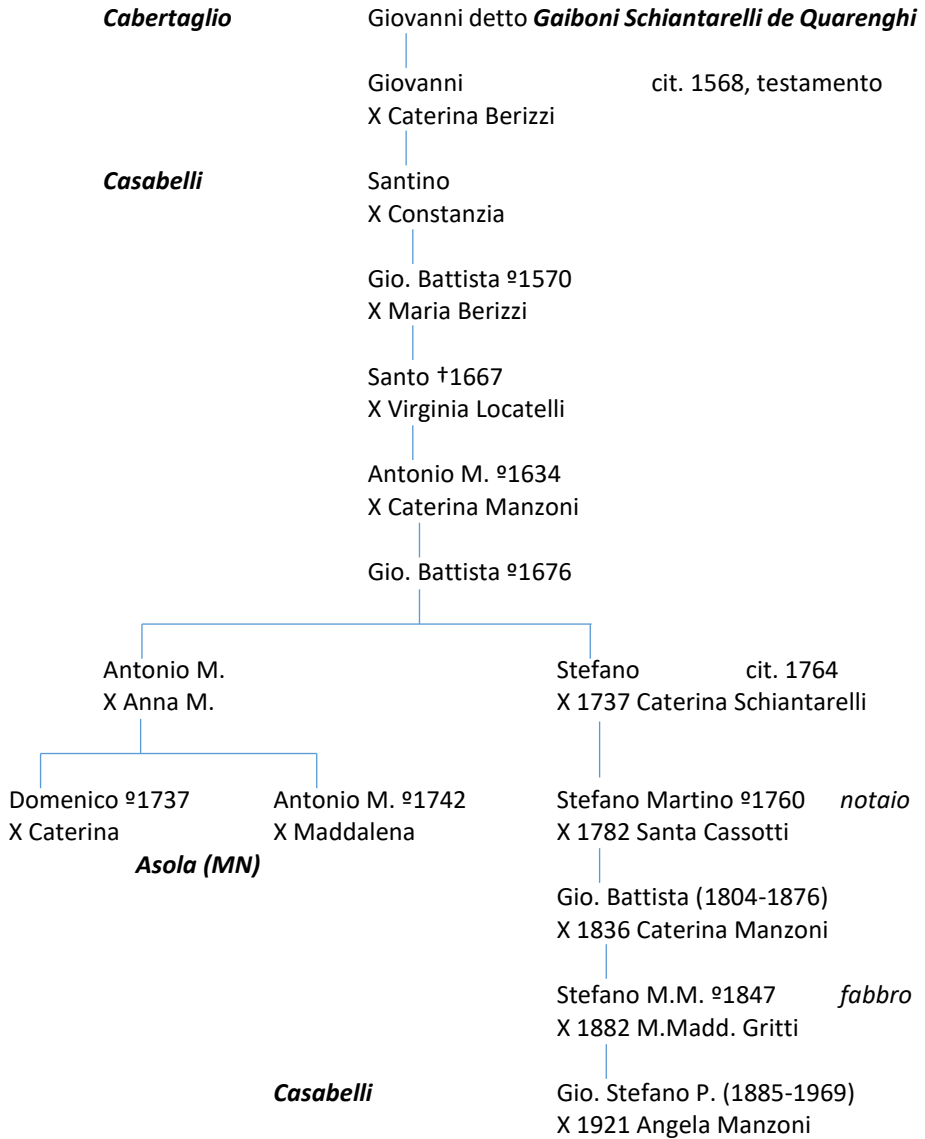 Cabertaglio Giovanni detto Gaiboni Schiantarelli de Quarenghi
Giovanni cit. 1568, testamento
X Caterina Berizzi
Casabelli Santino
X Constanzia
Gio. Battista º1570
X Maria Berizzi
Santo †1667
X Virginia Locatelli
Antonio M. º1634
X Caterina Manzoni
Gio. Battista º1676
Antonio M. Stefano cit. 1764
X Anna M. X 1737 Caterina Schiantarelli
Domenico º1737 Antonio M. º1742 Stefano Martino º1760 notaio
X Caterina X Maddalena X 1782 Santa Cassotti
Asola (MN)
Gio. Battista (1804-1876)
X 1836 Caterina Manzoni
Stefano M.M. º1847 fabbro
X 1882 M.Madd. Gritti
Casabelli Gio. Stefano P. (1885-1969)
X 1921 Angela Manzoni